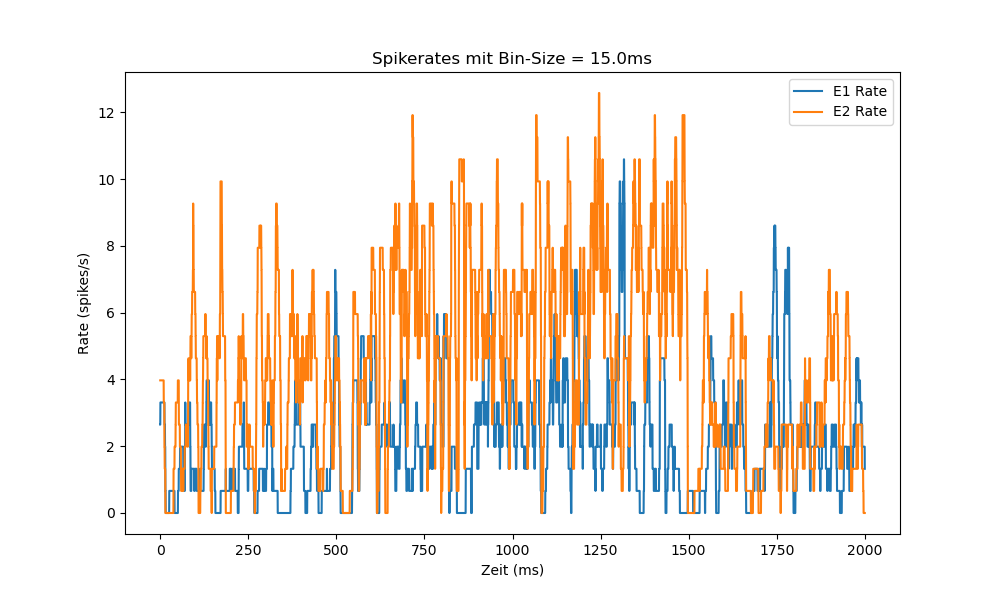 Spikerates mit Bin-Size = 15.0ms
E1 Rate
E2 Rate
Rate (spikes/s)
12
10
8
6
4
2
0
0 250 500 750 1000 1250 1500 1750 2000
Zeit (ms)